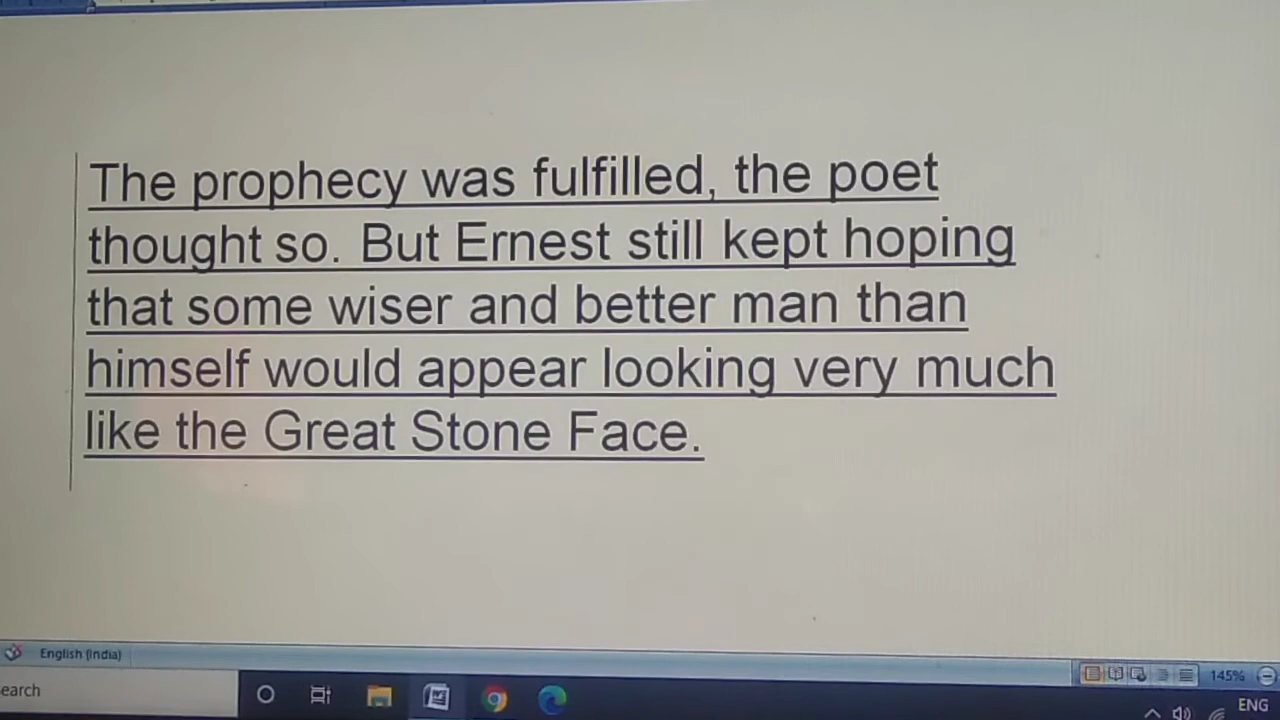 The prophecy was fulfilled, the poet
thought so. But Ernest still kept hoping
that some wiser and better man than
himself would appear looking very much
like the Great Stone Face.
English (India)
145%
earch
ENG